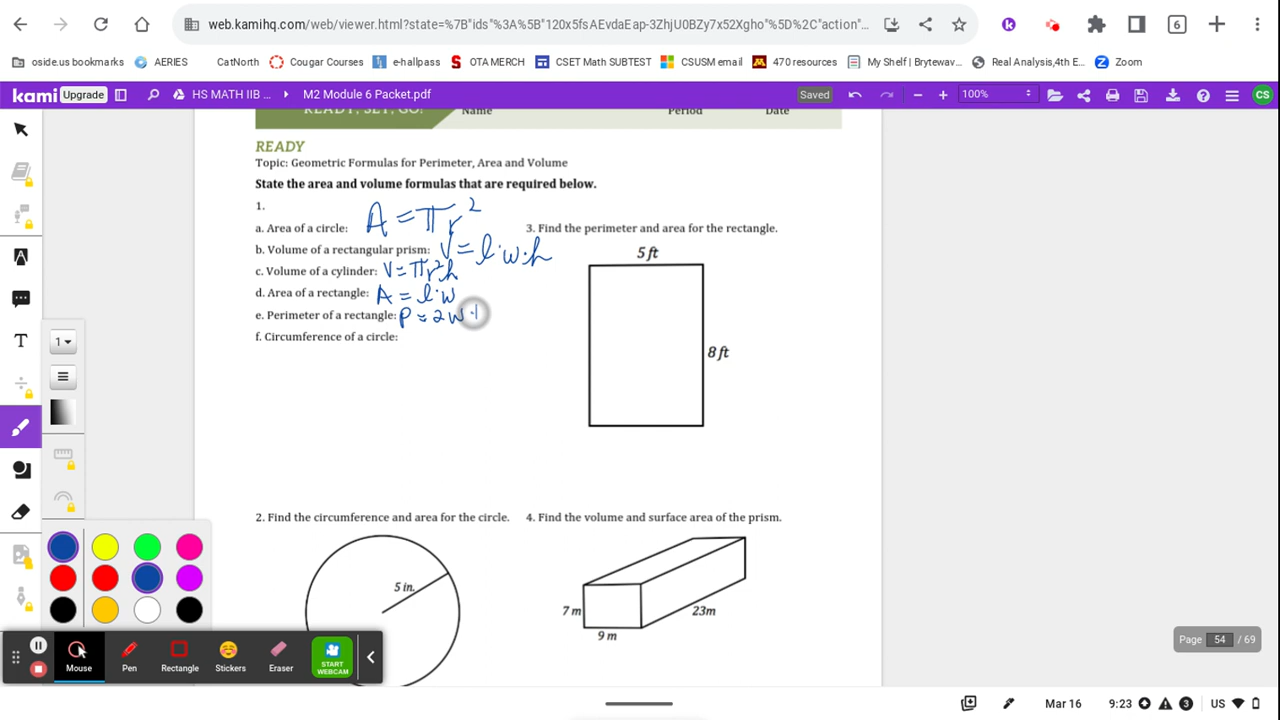 web.kamihq.com/web/viewer.html?state=%7B"ids"%3A%5B"120x5fsAEvdaEap-3ZhjU0BZy7x52Xgho"%5D%2C"action"...
6
oside.us bookmarks AERIES CatNorth Cougar Courses e-hallpass OTA MERCH CSET Math SUBTEST CSUSM email 470 resources My Shelf | Brytewav... Real Analysis,4th E... Zoom
kami Upgrade HS MATH IIB ... M2 Module 6 Packet.pdf Saved 100% CS
READY, SET, GO! Name Period Date
READY
Topic: Geometric Formulas for Perimeter, Area and Volume
State the area and volume formulas that are required below.
1.
a. Area of a circle: A = πr²
b. Volume of a rectangular prism: V = l·w·h
c. Volume of a cylinder: V = πr²h
d. Area of a rectangle: A = l·w
e. Perimeter of a rectangle: P = 2w
f. Circumference of a circle:
3. Find the perimeter and area for the rectangle.
5 ft
8 ft
2. Find the circumference and area for the circle.
5 in.
4. Find the volume and surface area of the prism.
7 m
9 m
23m
T
1
Page 54 / 69
Mouse Pen Rectangle Stickers Eraser START WEBCAM
Mar 16 9:23 3 US